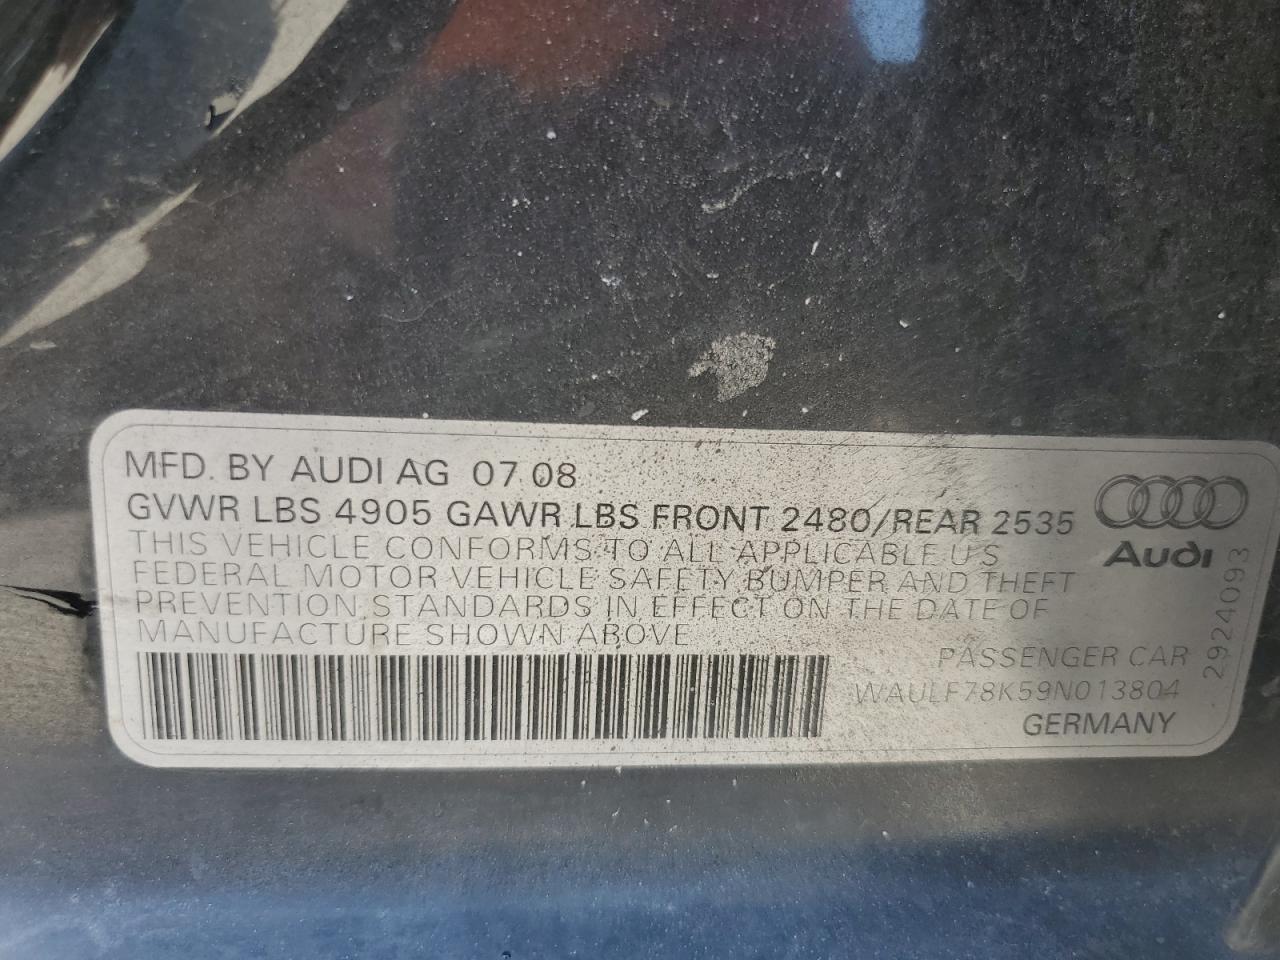 MFD. BY AUDI AG 07.08
GVWR LBS 4905 GAWR LBS FRONT 2480/REAR 2535
THIS VEHICLE CONFORMS TO ALL APPLICABLE U S
FEDERAL MOTOR VEHICLE SAFETY BUMPER AND THEFT
PREVENTION STANDARDS IN EFFECT ON THE DATE OF
MANUFACTURE SHOWN ABOVE
Audi
PASSENGER CAR
WAULF78K59N013804
GERMANY
2924093